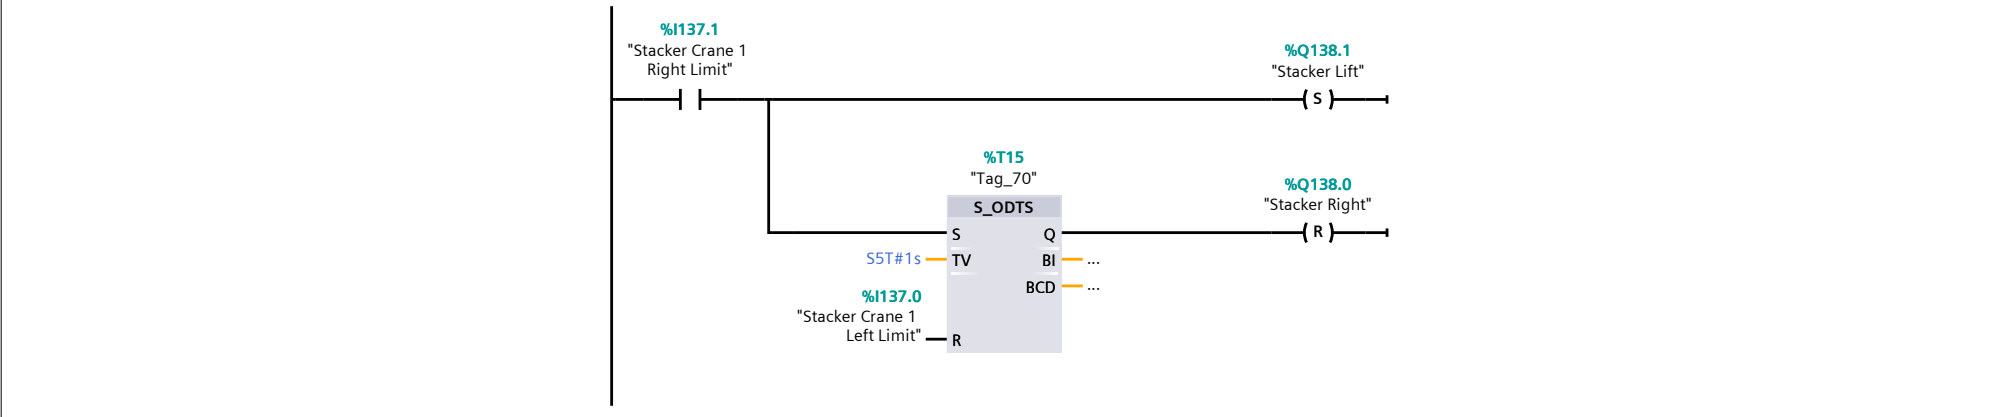 %I137.1
"Stacker Crane 1
Right Limit"
%Q138.1
"Stacker Lift"
S
%T15
"Tag_70"
S_ODTS
%Q138.0
"Stacker Right"
S
Q
R
S5T#1s
TV
BI
...
BCD
...
%I137.0
"Stacker Crane 1
Left Limit"
R